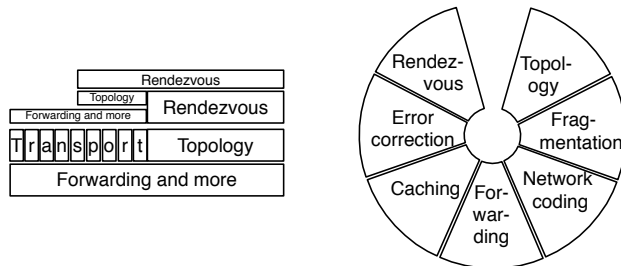 Rendezvous
Topology
Rendezvous
Forwarding and more
Transport
Topology
Forwarding and more
Rendez-
vous
Topol-
ogy
Error
correction
Frag-
mentation
Caching
For-
war-
ding
Network
coding